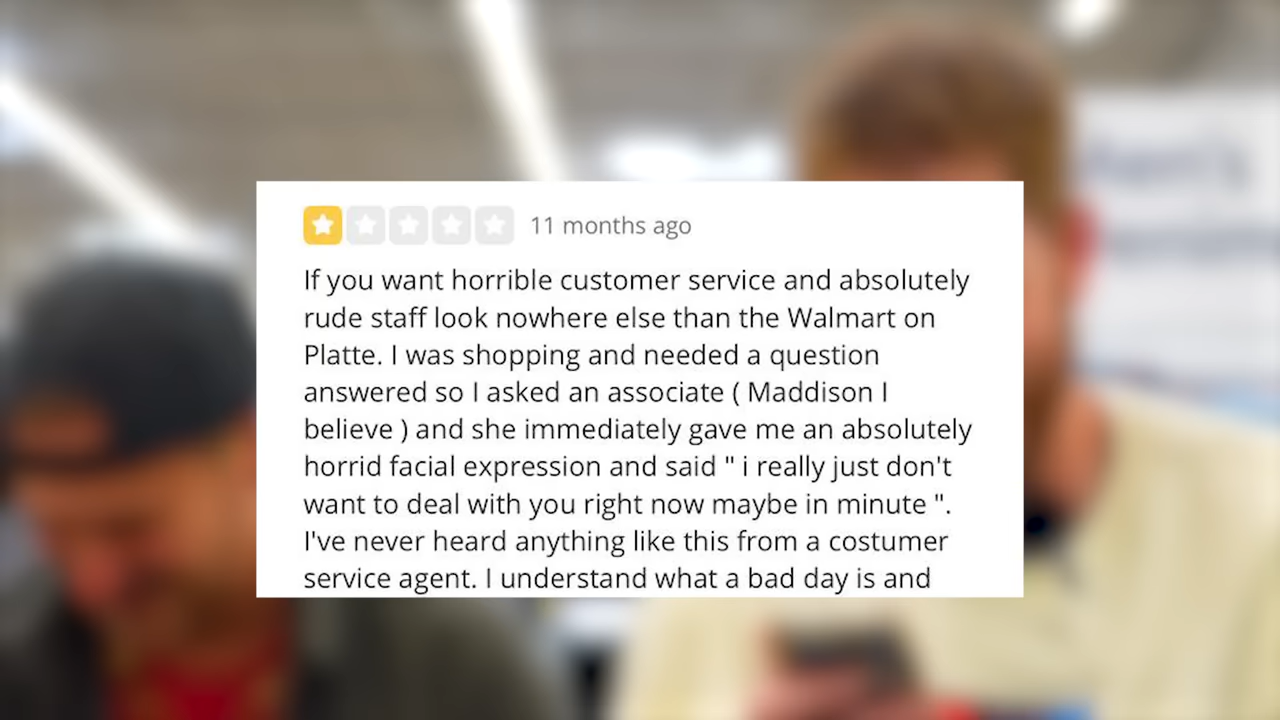 11 months ago
If you want horrible customer service and absolutely
rude staff look nowhere else than the Walmart on
Platte. I was shopping and needed a question
answered so I asked an associate ( Maddison I
believe ) and she immediately gave me an absolutely
horrid facial expression and said " i really just don't
want to deal with you right now maybe in minute ".
I've never heard anything like this from a costumer
service agent. I understand what a bad day is and